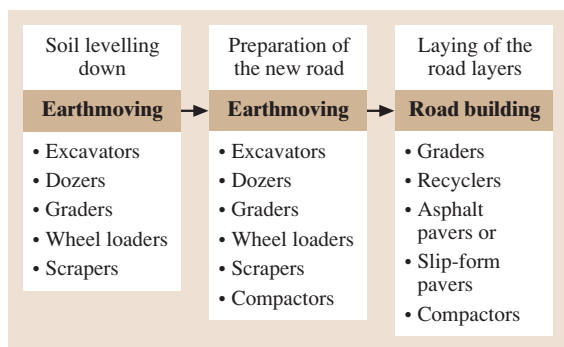 Soil levelling
down
Earthmoving
• Excavators
• Dozers
• Graders
• Wheel loaders
• Scrapers
Preparation of
the new road
Earthmoving
• Excavators
• Dozers
• Graders
• Wheel loaders
• Scrapers
• Compactors
Laying of the
road layers
Road building
• Graders
• Recyclers
• Asphalt
pavers or
• Slip-form
pavers
• Compactors